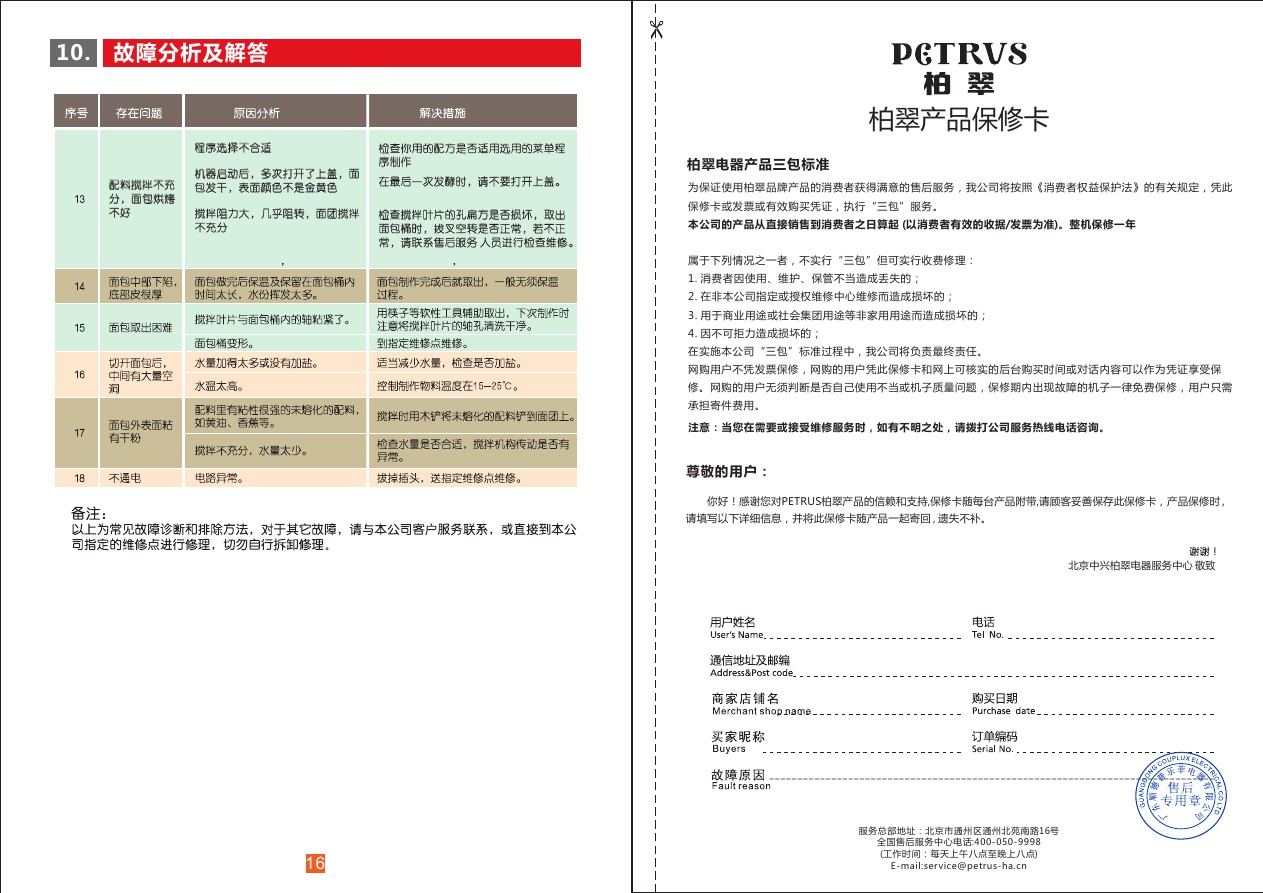 10. 故障分析及解答
序号 存在问题 原因分析 解决措施
13
配料搅拌不充
分，面包烘烤
不好
程序选择不合适
机器启动后，多次打开了上盖，面
包发干，表面颜色不是金黄色
搅拌阻力大，几乎阻转，面团搅拌
不充分
，
检查你用的配方是否适用选用的菜单程
序制作
在最后一次发酵时，请不要打开上盖。
检查搅拌叶片的孔扁方是否损坏，取出
面包桶时，拔叉空转是否正常，若不正
常，请联系售后服务 人员进行检查维修。
，
14
面包中部下陷，
底部皮很厚
面包做完后保温及保留在面包桶内
时间太长，水份挥发太多。
面包制作完成后就取出，一般无须保温
过程。
15
面包取出困难
搅拌叶片与面包桶内的轴粘紧了。
用筷子等软性工具辅助取出，下次制作时
注意将搅拌叶片的轴孔清洗干净。
面包桶变形。
到指定维修点维修。
16
切开面包后，
中间有大量空
洞
水量加得太多或没有加盐。
适当减少水量，检查是否加盐。
水温太高。
控制制作物料温度在15—25℃。
17
面包外表面粘
有干粉
配料里有粘性很强的未熔化的配料，
如黄油、香蕉等。
搅拌时用木铲将未熔化的配料铲到面团上。
搅拌不充分，水量太少。
检查水量是否合适，搅拌机构传动是否有
异常。
18
不通电
电路异常。
拔掉插头，送指定维修点维修。
备注：
以上为常见故障诊断和排除方法，对于其它故障，请与本公司客户服务联系，或直接到本公
司指定的维修点进行修理，切勿自行拆卸修理。
16
PETRUS
柏 翠
柏翠产品保修卡
柏翠电器产品三包标准
为保证使用柏翠品牌产品的消费者获得满意的售后服务，我公司将按照《消费者权益保护法》的有关规定，凭此
保修卡或发票或有效购买凭证，执行“三包”服务。
本公司的产品从直接销售到消费者之日算起 (以消费者有效的收据/发票为准)。整机保修一年
属于下列情况之一者，不实行“三包”但可实行收费修理：
1. 消费者因使用、维护、保管不当造成丢失的；
2. 在非本公司指定或授权维修中心维修而造成损坏的；
3. 用于商业用途或社会集团用途等非家用用途而造成损坏的；
4. 因不可拒力造成损坏的；
在实施本公司“三包”标准过程中，我公司将负责最终责任。
网购用户不凭发票保修，网购的用户凭此保修卡和网上可核实的后台购买时间或对话内容可以作为凭证享受保
修。网购的用户无须判断是否自己使用不当或机子质量问题，保修期内出现故障的机子一律免费保修，用户只需
承担寄件费用。
注意：当您在需要或接受维修服务时，如有不明之处，请拨打公司服务热线电话咨询。
尊敬的用户：
你好！感谢您对PETRUS柏翠产品的信赖和支持,保修卡随每台产品附带,请顾客妥善保存此保修卡，产品保修时，
请填写以下详细信息，并将此保修卡随产品一起寄回，遗失不补。
谢谢！
北京中兴柏翠电器服务中心 敬致
用户姓名 电话
User's Name Tel No.
通信地址及邮编
Address&Post code
商家店铺名 购买日期
Merchant shop name Purchase date
买家昵称 订单编码
Buyers Serial No.
故障原因
Fault reason
GUANGDONG COUPLUX ELECTRICAL CO LTD
广东顺德普乐菲电器有限公司
售后
专用章
服务总部地址：北京市通州区通州北苑南路16号
全国售后服务中心电话:400-050-9998
(工作时间：每天上午八点至晚上八点)
E-mail:service@petrus-ha.cn